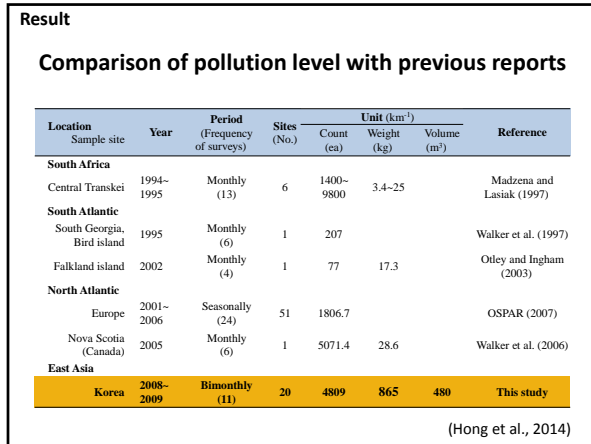 Result
Comparison of pollution level with previous reports
Location Sample site Year Period (Frequency of surveys) Sites (No.) Unit (km⁻¹) Count (ea) Weight (kg) Volume (m³) Reference
South Africa
Central Transkei 1994~ 1995 Monthly (13) 6 1400~ 9800 3.4~25 Madzena and Lasiak (1997)
South Atlantic
South Georgia, Bird island 1995 Monthly (6) 1 207 Walker et al. (1997)
Falkland island 2002 Monthly (4) 1 77 17.3 Otley and Ingham (2003)
North Atlantic
Europe 2001~ 2006 Seasonally (24) 51 1806.7 OSPAR (2007)
Nova Scotia (Canada) 2005 Monthly (6) 1 5071.4 28.6 Walker et al. (2006)
East Asia
Korea 2008~ 2009 Bimonthly (11) 20 4809 865 480 This study
(Hong et al., 2014)